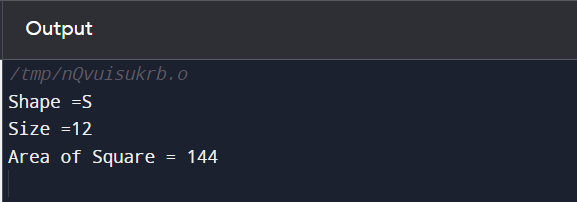 Output
/tmp/nQvuisukrb.o
Shape =S
Size =12
Area of Square = 144